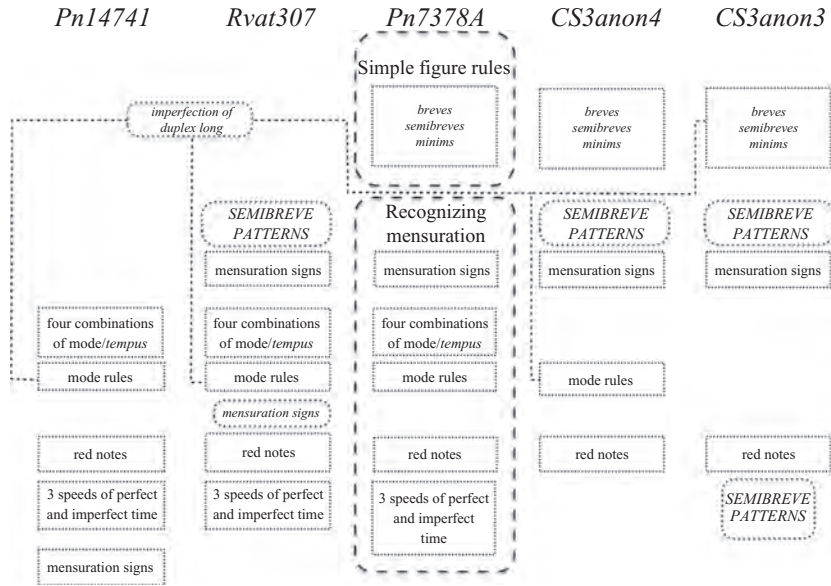 Pn14741 Rvat307 Pn7378A CS3anon4 CS3anon3
Simple figure rules
imperfection of
duplex long
breves
semibreves
minims
breves
semibreves
minims
breves
semibreves
minims
SEMIBREVE
PATTERNS
Recognizing
mensuration
SEMIBREVE
PATTERNS
SEMIBREVE
PATTERNS
mensuration signs
mensuration signs
mensuration signs
mensuration signs
four combinations
of mode/tempus
four combinations
of mode/tempus
four combinations
of mode/tempus
mode rules
mode rules
mode rules
mode rules
mensuration signs
red notes
red notes
red notes
red notes
red notes
3 speeds of perfect
and imperfect time
3 speeds of perfect
and imperfect time
3 speeds of perfect
and imperfect
time
SEMIBREVE
PATTERNS
mensuration signs